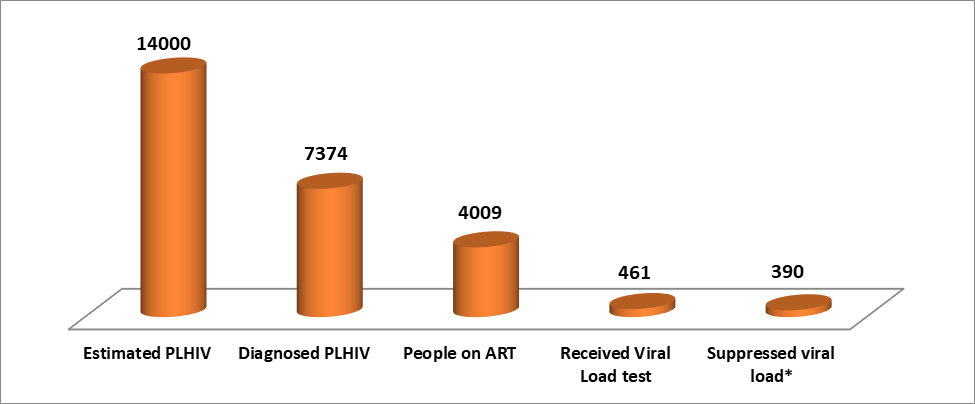 14000
7374
4009
461
390
Estimated PLHIV
Diagnosed PLHIV
People on ART
Received Viral
Load test
Suppressed viral
load*